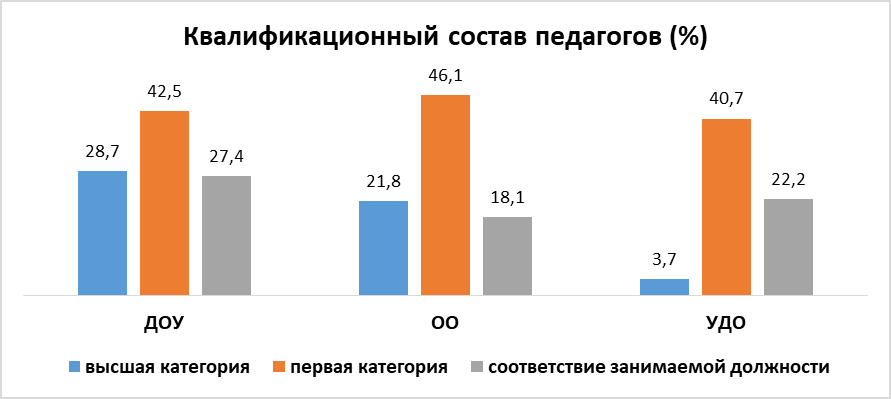 Квалификационный состав педагогов (%)
28,7
42,5
27,4
21,8
46,1
18,1
3,7
40,7
22,2
ДОУ
ОО
УДО
высшая категория
первая категория
соответствие занимаемой должности